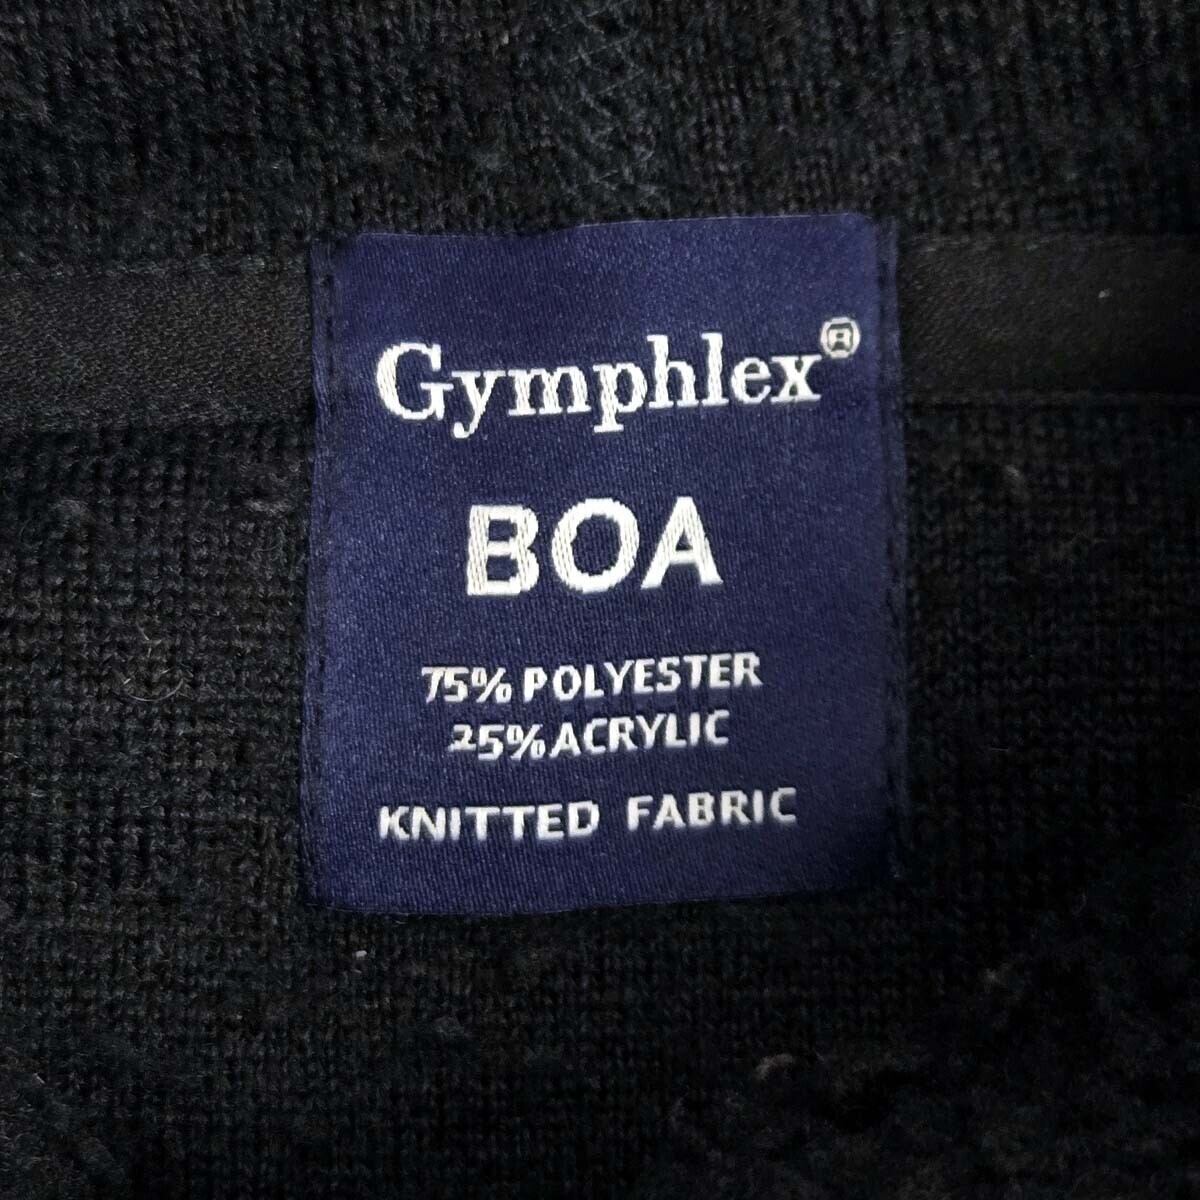 Gymphlex®
BOA
75% POLYESTER
25% ACRYLIC
KNITTED FABRIC